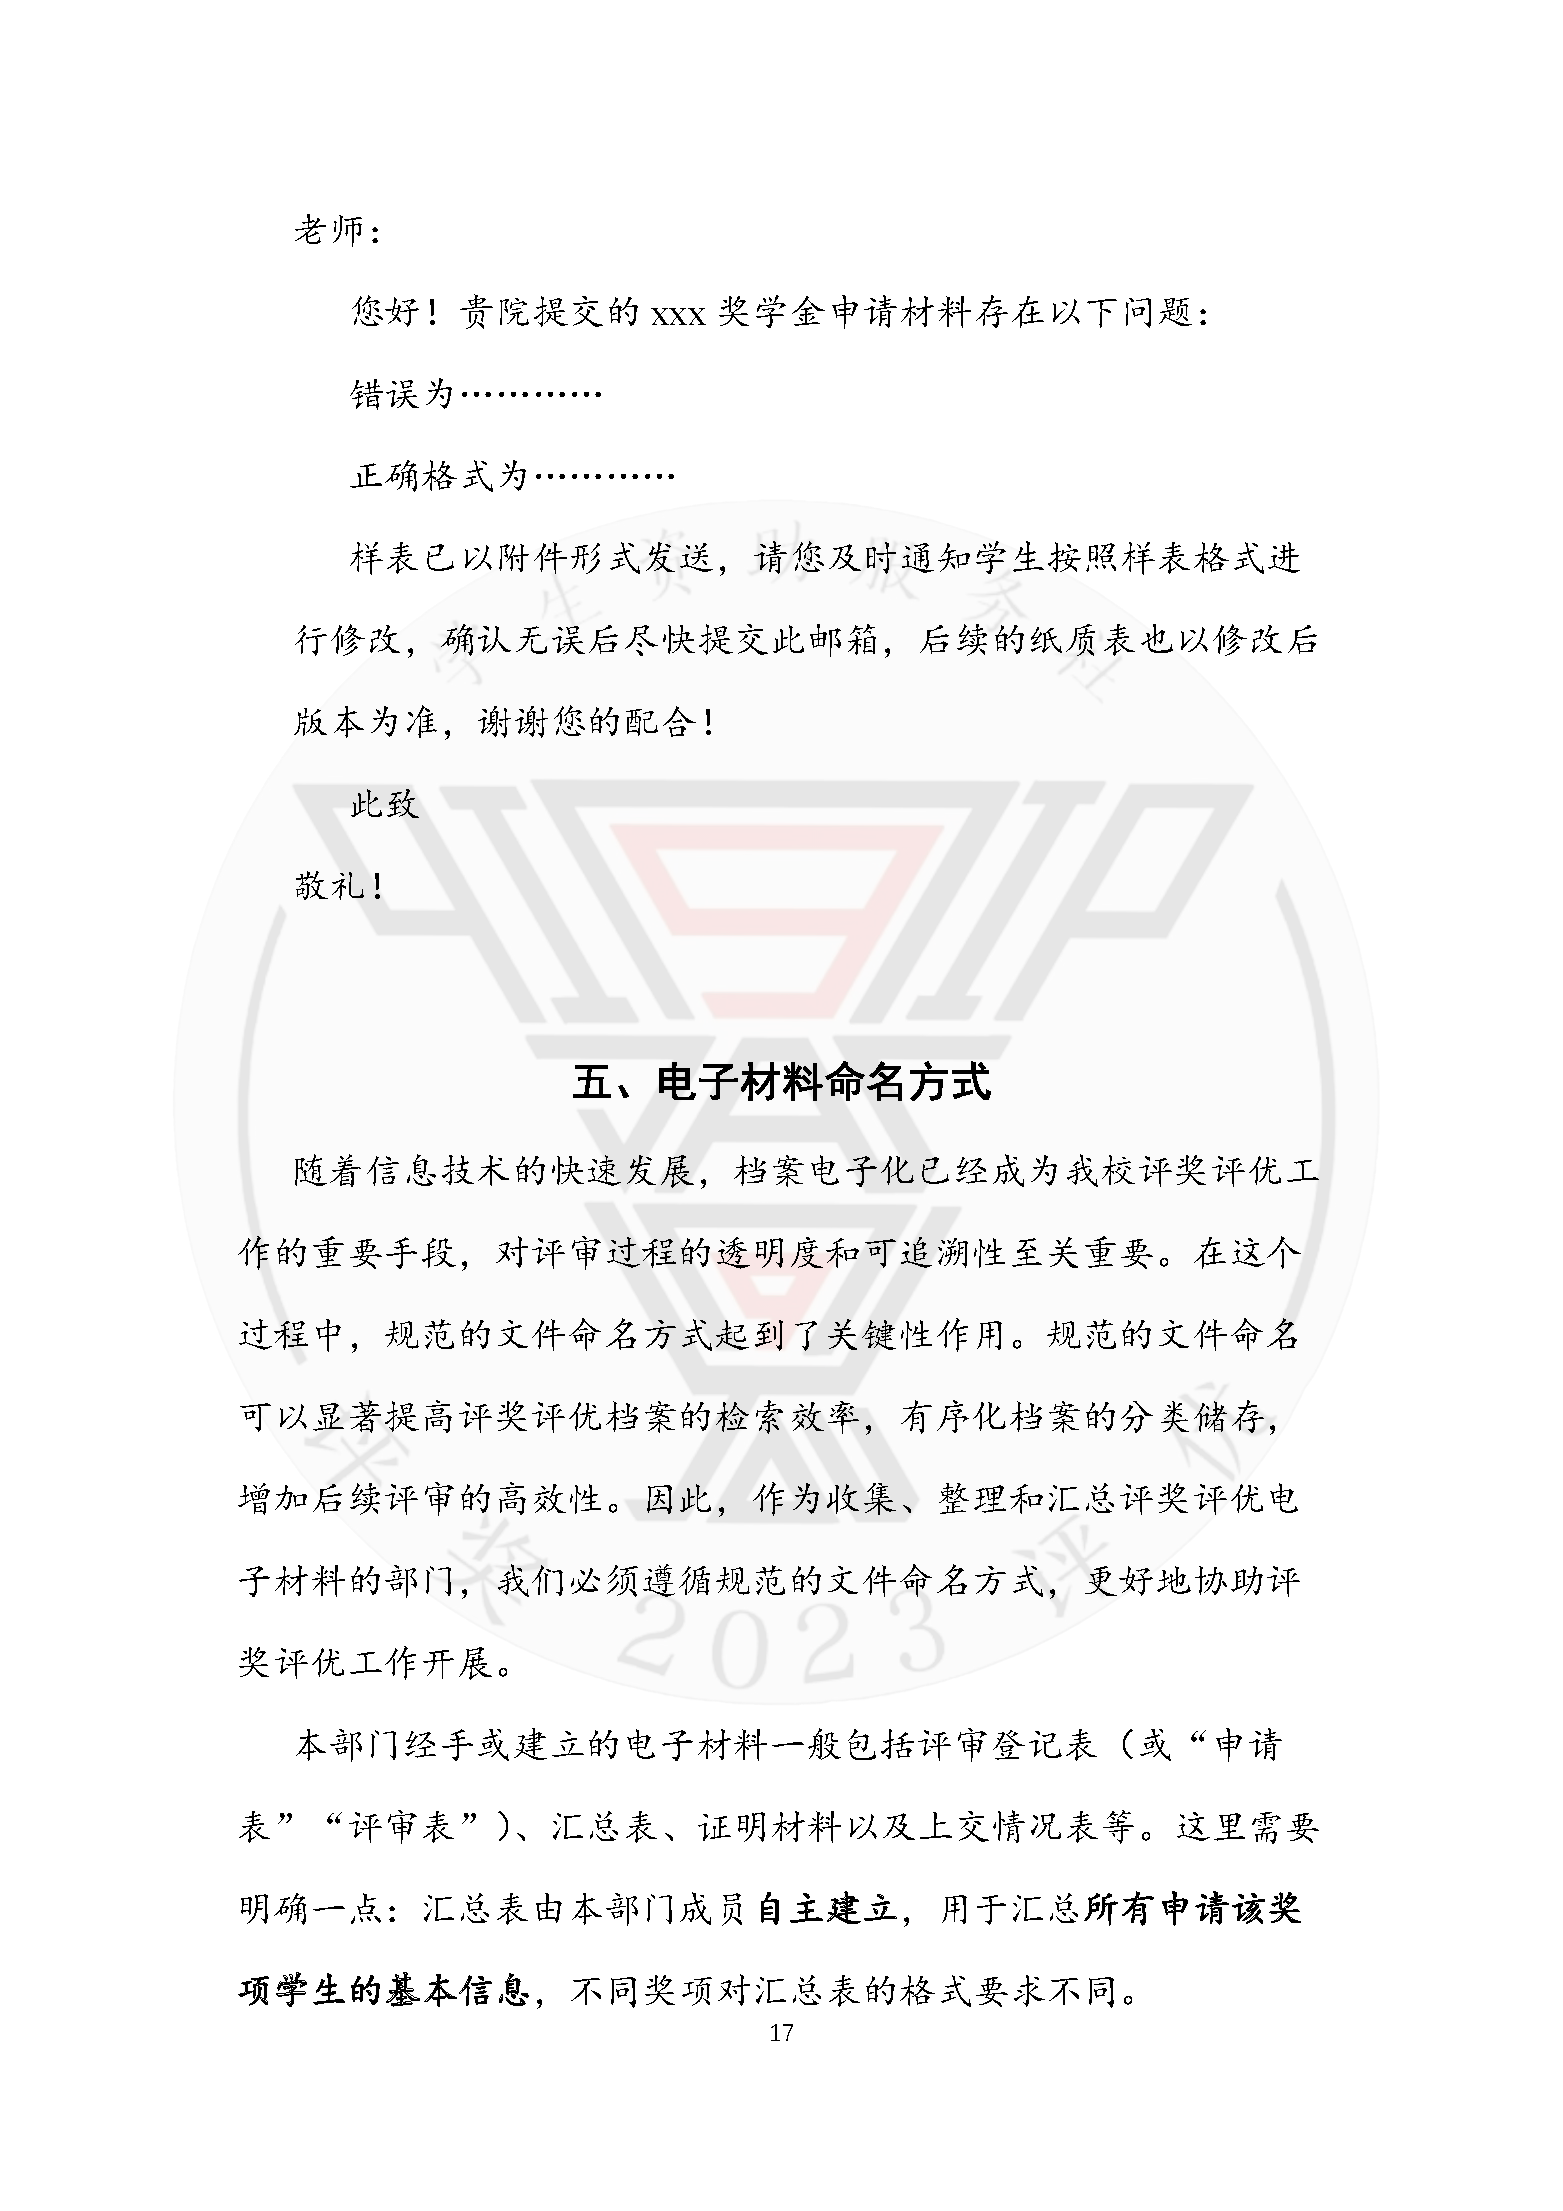 老师：
您好！贵院提交的 xxx 奖学金申请材料存在以下问题：
错误为…………
正确格式为…………
样表已以附件形式发送，请您及时通知学生按照样表格式进
行修改，确认无误后尽快提交此邮箱，后续的纸质表也以修改后
版本为准，谢谢您的配合！
此致
敬礼！
五、电子材料命名方式
随着信息技术的快速发展，档案电子化已经成为我校评奖评优工
作的重要手段，对评审过程的透明度和可追溯性至关重要。在这个
过程中，规范的文件命名方式起到了关键性作用。规范的文件命名
可以显著提高评奖评优档案的检索效率，有序化档案的分类储存，
增加后续评审的高效性。因此，作为收集、整理和汇总评奖评优电
子材料的部门，我们必须遵循规范的文件命名方式，更好地协助评
奖评优工作开展。
本部门经手或建立的电子材料一般包括评审登记表（或“申请
表”“评审表”）、汇总表、证明材料以及上交情况表等。这里需要
明确一点：汇总表由本部门成员自主建立，用于汇总所有申请该奖
项学生的基本信息，不同奖项对汇总表的格式要求不同。
17
学生资助服务社
评奖评优
2023